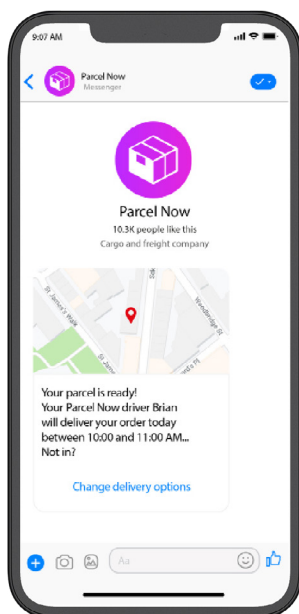 9:07 AM
Parcel Now
Messenger
Parcel Now
10.3K people like this
Cargo and freight company
St James's Walk
Your parcel is ready!
Your Parcel Now driver Brian
will deliver your order today
between 10:00 and 11:00 AM...
Not in?
Change delivery options
Aa